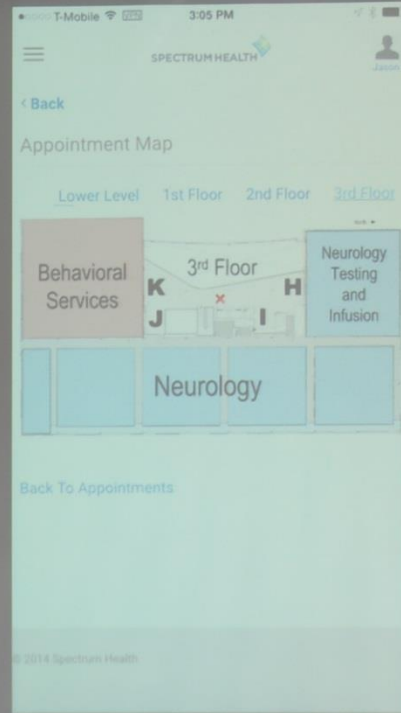 T-Mobile 3:05 PM
SPECTRUM HEALTH
Jason
< Back
Appointment Map
Lower Level 1st Floor 2nd Floor 3rd Floor
Behavioral
Services
3rd Floor
K
J
H
I
Neurology
Testing
and
Infusion
Neurology
Back To Appointments
© 2014 Spectrum Health